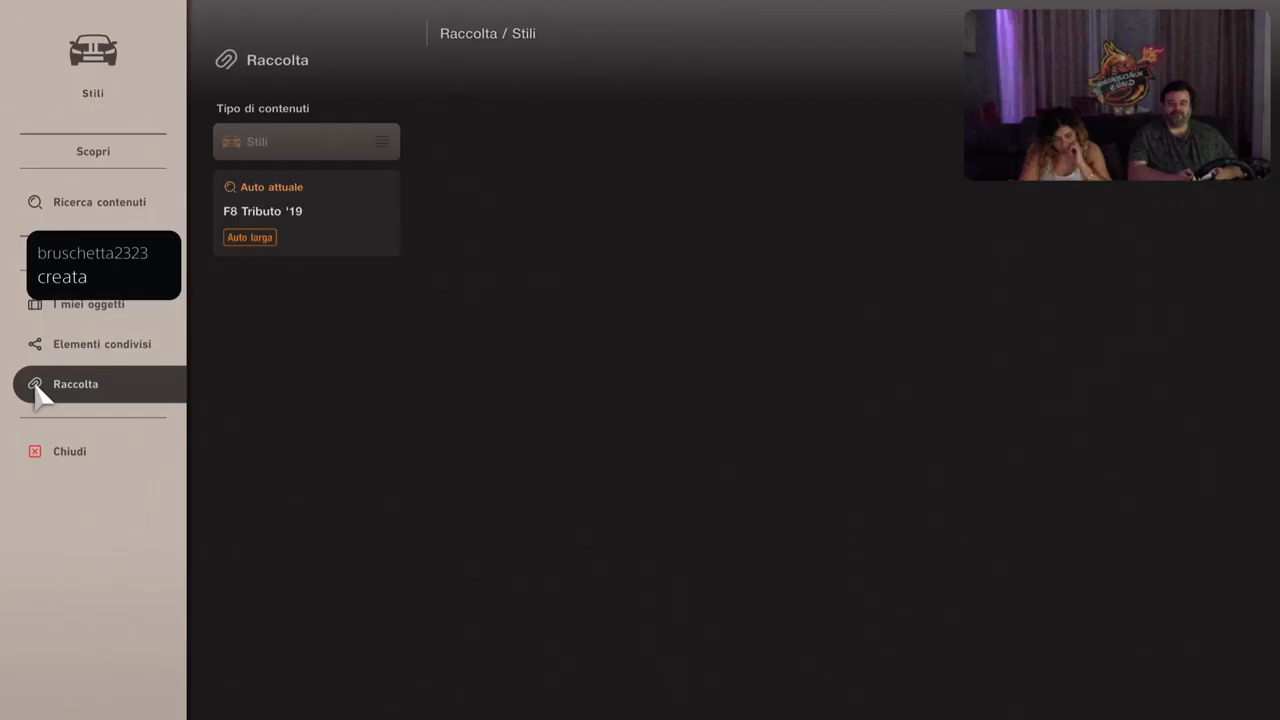 Stili
Scopri
Ricerca contenuti
bruschetta2323
creata
I miei oggetti
Elementi condivisi
Raccolta
Chiudi
Raccolta
Tipo di contenuti
Stili
Auto attuale
F8 Tributo '19
Auto larga
Raccolta / Stili